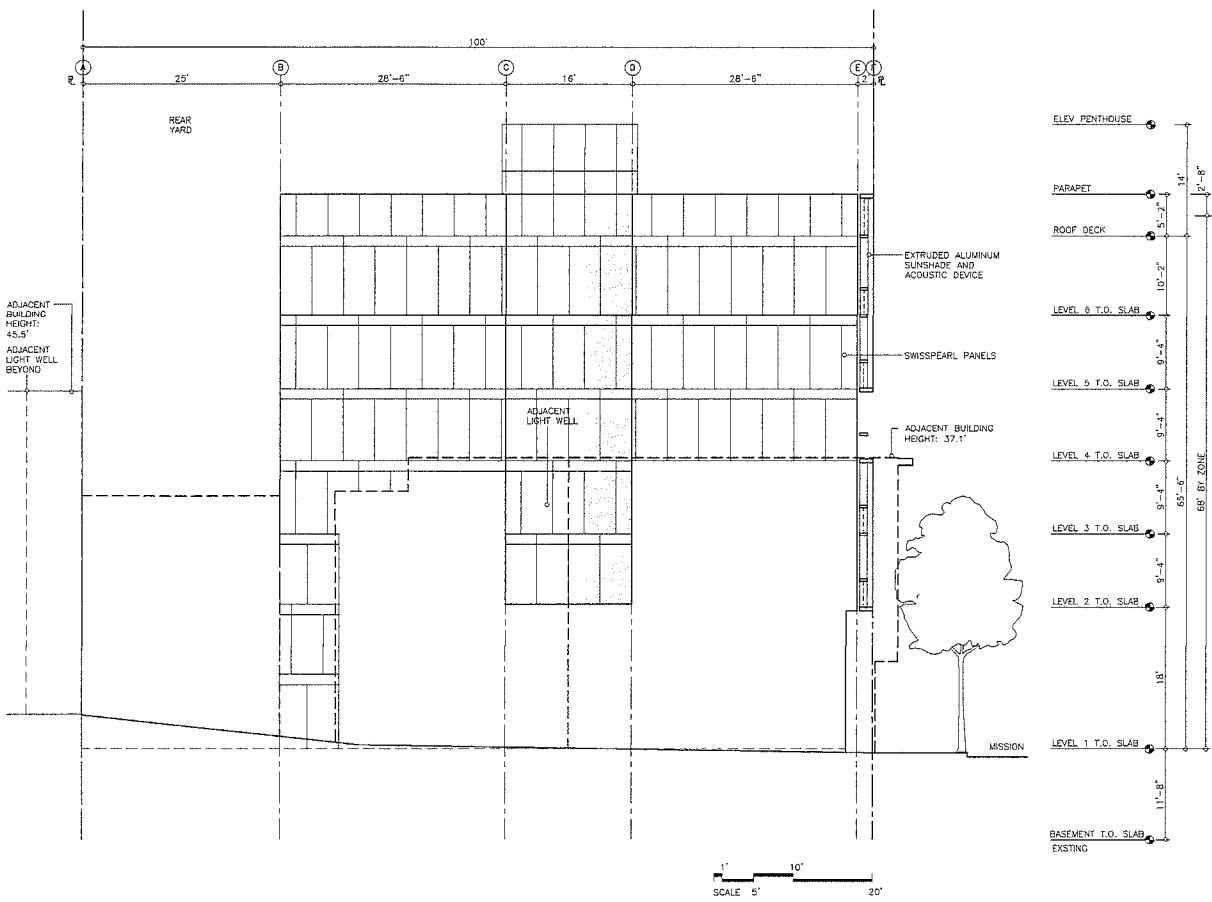 100'
A
B
C
D
E
F
25'
28'-6"
16'
28'-6"
2'
REAR
YARD
ELEV PENTHOUSE
14'
2'-8"
PARAPET
5'-2"
ROOF DECK
EXTRUDED ALUMINUM
SUNSHADE AND
ACOUSTIC DEVICE
10'-2"
ADJACENT
BUILDING
HEIGHT:
45.5'
LEVEL 6 T.O. SLAB
ADJACENT
LIGHT WELL
BEYOND
SWISSPEARL PANELS
9'-4"
LEVEL 5 T.O. SLAB
ADJACENT
LIGHT WELL
9'-4"
ADJACENT BUILDING
HEIGHT: 37.1'
LEVEL 4 T.O. SLAB
9'-4"
65'-6"
68' BY ZONE
LEVEL 3 T.O. SLAB
9'-4"
LEVEL 2 T.O. SLAB
18'
MISSION
LEVEL 1 T.O. SLAB
11'-8"
BASEMENT T.O. SLAB
EXSTING
1'
10'
SCALE 5'
20'